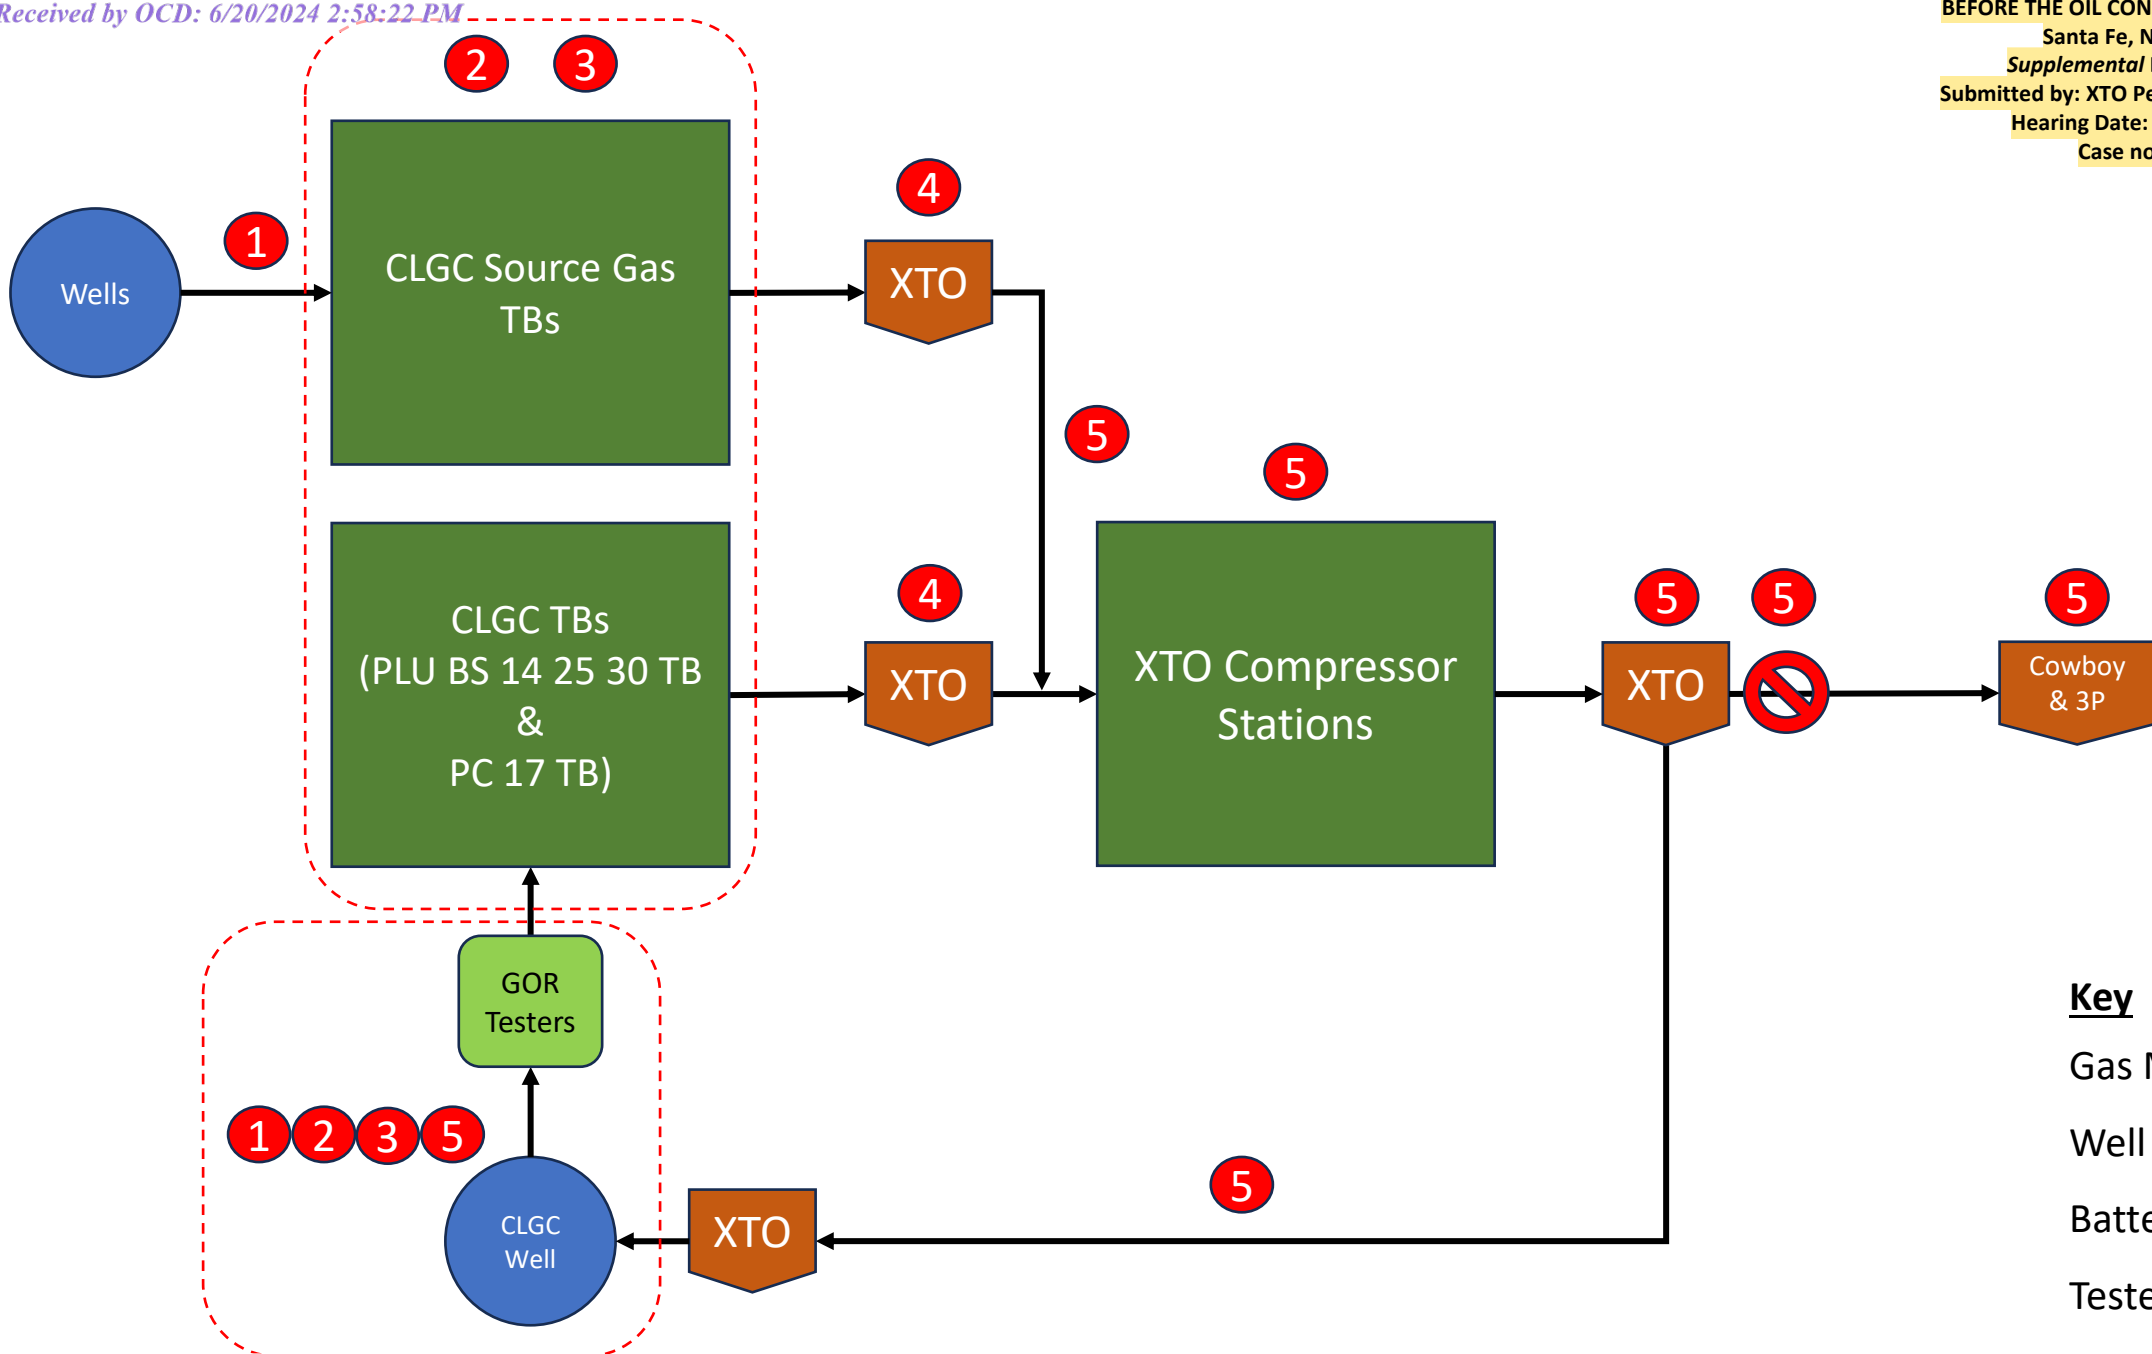 Received by OCD: 6/20/2024 2:58:22 PM
BEFORE THE OIL CON
Santa Fe, N
Supplemental
Submitted by: XTO Pe
Hearing Date:
Case no
2 3
4
1
Wells
CLGC Source Gas
TBs
XTO
5
5
4
5 5 5
CLGC TBs
(PLU BS 14 25 30 TB
&
PC 17 TB)
XTO
XTO Compressor
Stations
XTO
Cowboy
& 3P
GOR
Testers
1 2 3 5
5
CLGC
Well
XTO
Key
Gas
Well
Batte
Teste